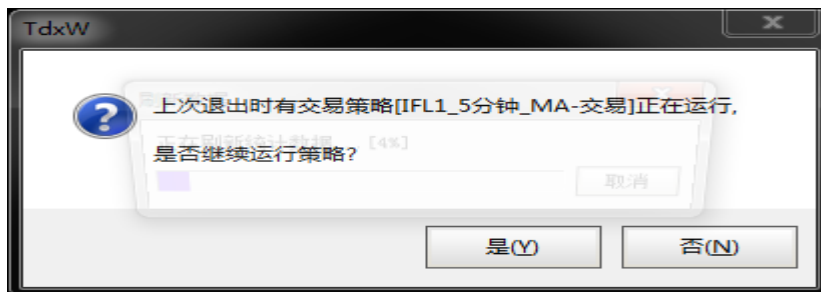 TdxW
上次退出时有交易策略[IFL1_5分钟_MA-交易]正在运行,
是否继续运行策略?
[4%]
取消
是(Y)
否(N)